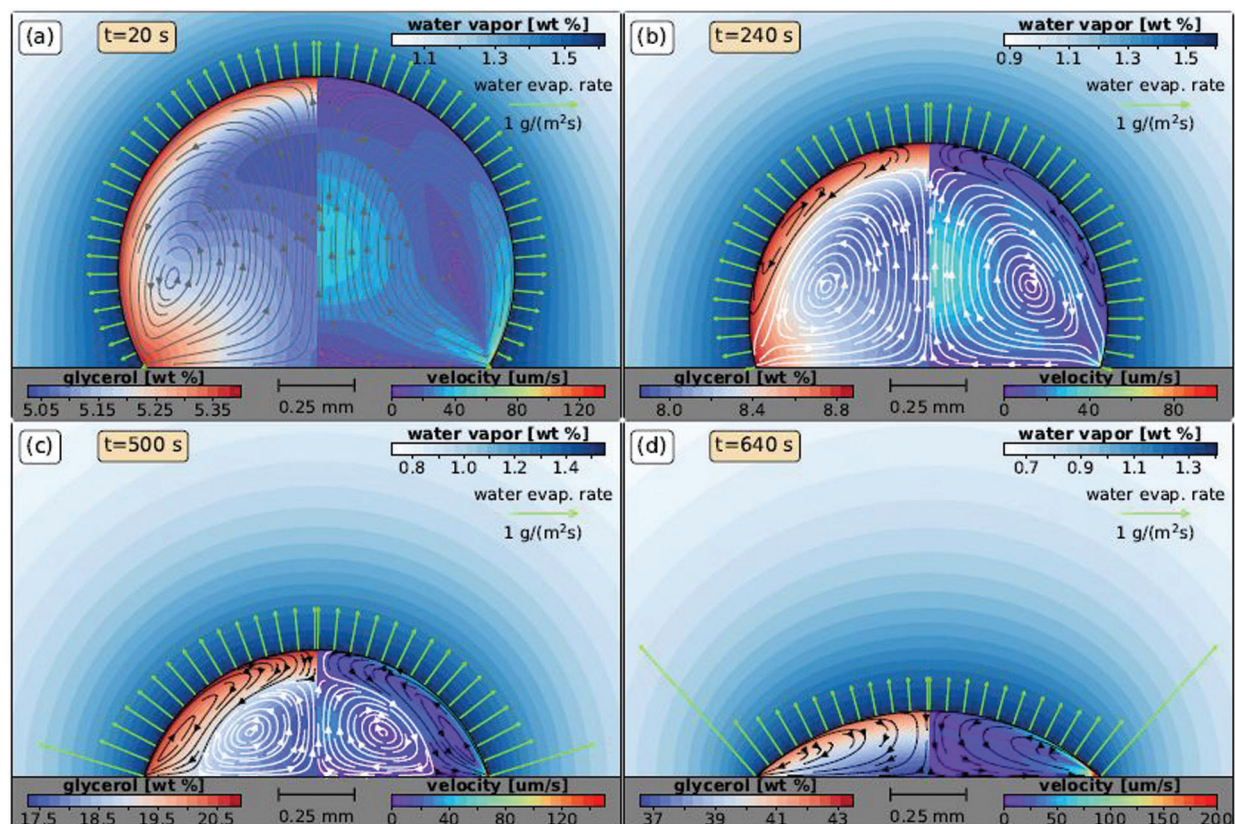 (a) t=20 s water vapor [wt %]
1.1 1.3 1.5
water evap. rate
1 g/(m²s)
glycerol [wt %] velocity [um/s]
5.05 5.15 5.25 5.35 0.25 mm 0 40 80 120
(b) t=240 s water vapor [wt %]
0.9 1.1 1.3 1.5
water evap. rate
1 g/(m²s)
glycerol [wt %] velocity [um/s]
8.0 8.4 8.8 0.25 mm 0 40 80
(c) t=500 s water vapor [wt %]
0.8 1.0 1.2 1.4
water evap. rate
1 g/(m²s)
glycerol [wt %] velocity [um/s]
17.5 18.5 19.5 20.5 0.25 mm 0 40 80 120
(d) t=640 s water vapor [wt %]
0.7 0.9 1.1 1.3
water evap. rate
1 g/(m²s)
glycerol [wt %] velocity [um/s]
37 39 41 43 0.25 mm 0 50 100 150 200